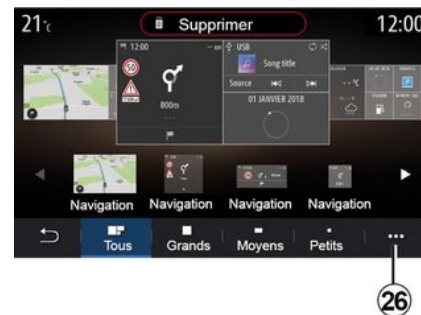 21°c Supprimer 12:00
12:00 USB
50 Song title
Source
800m 01 JANVIER 2018
--°C
Navigation Navigation Navigation Navigation
Tous Grands Moyens Petits
26